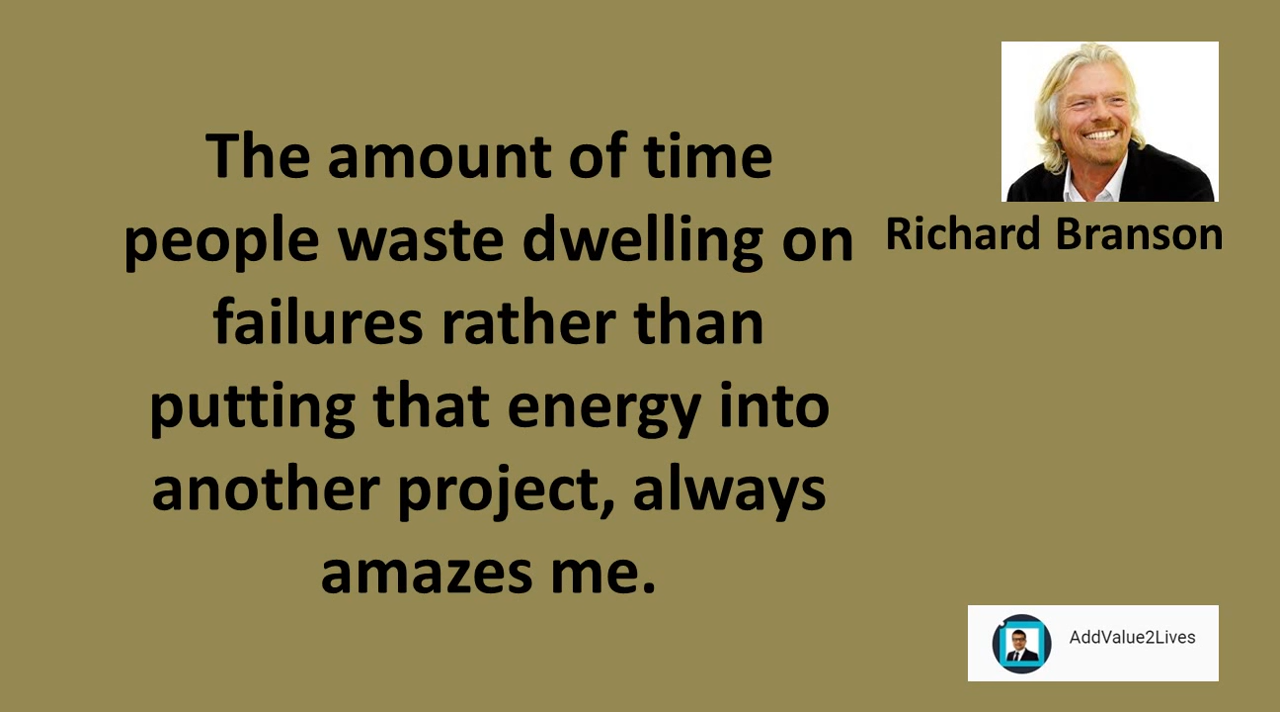 The amount of time
people waste dwelling on
failures rather than
putting that energy into
another project, always
amazes me.
Richard Branson
AddValue2Lives